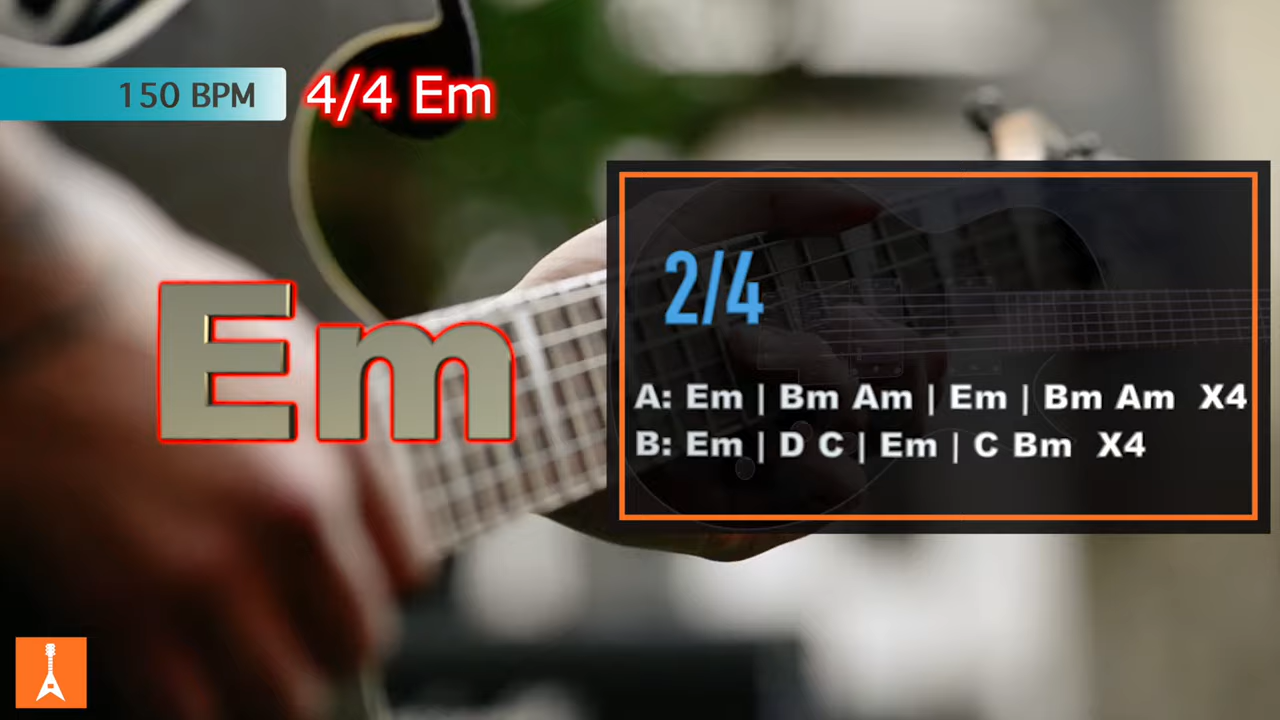 150 BPM 4/4 Em
Em
2/4
A: Em | Bm Am | Em | Bm Am X4
B: Em | D C | Em | C Bm X4